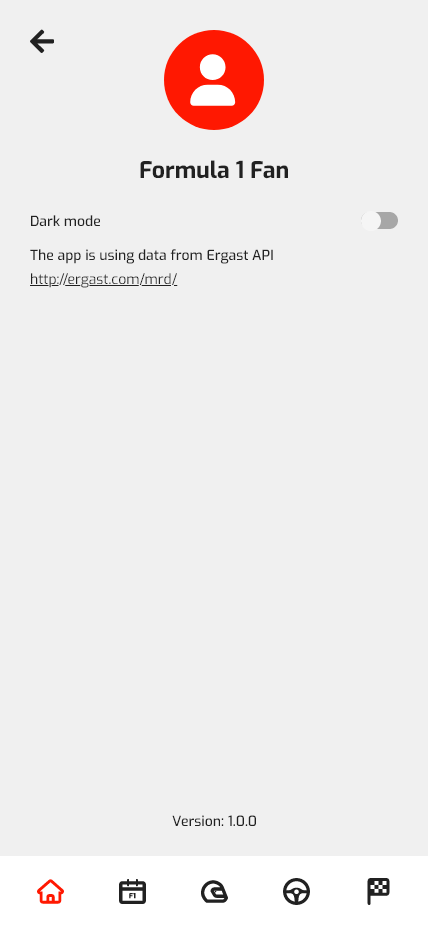 Formula 1 Fan
Dark mode
The app is using data from Ergast API
http://ergast.com/mrd/
Version: 1.0.0
F1